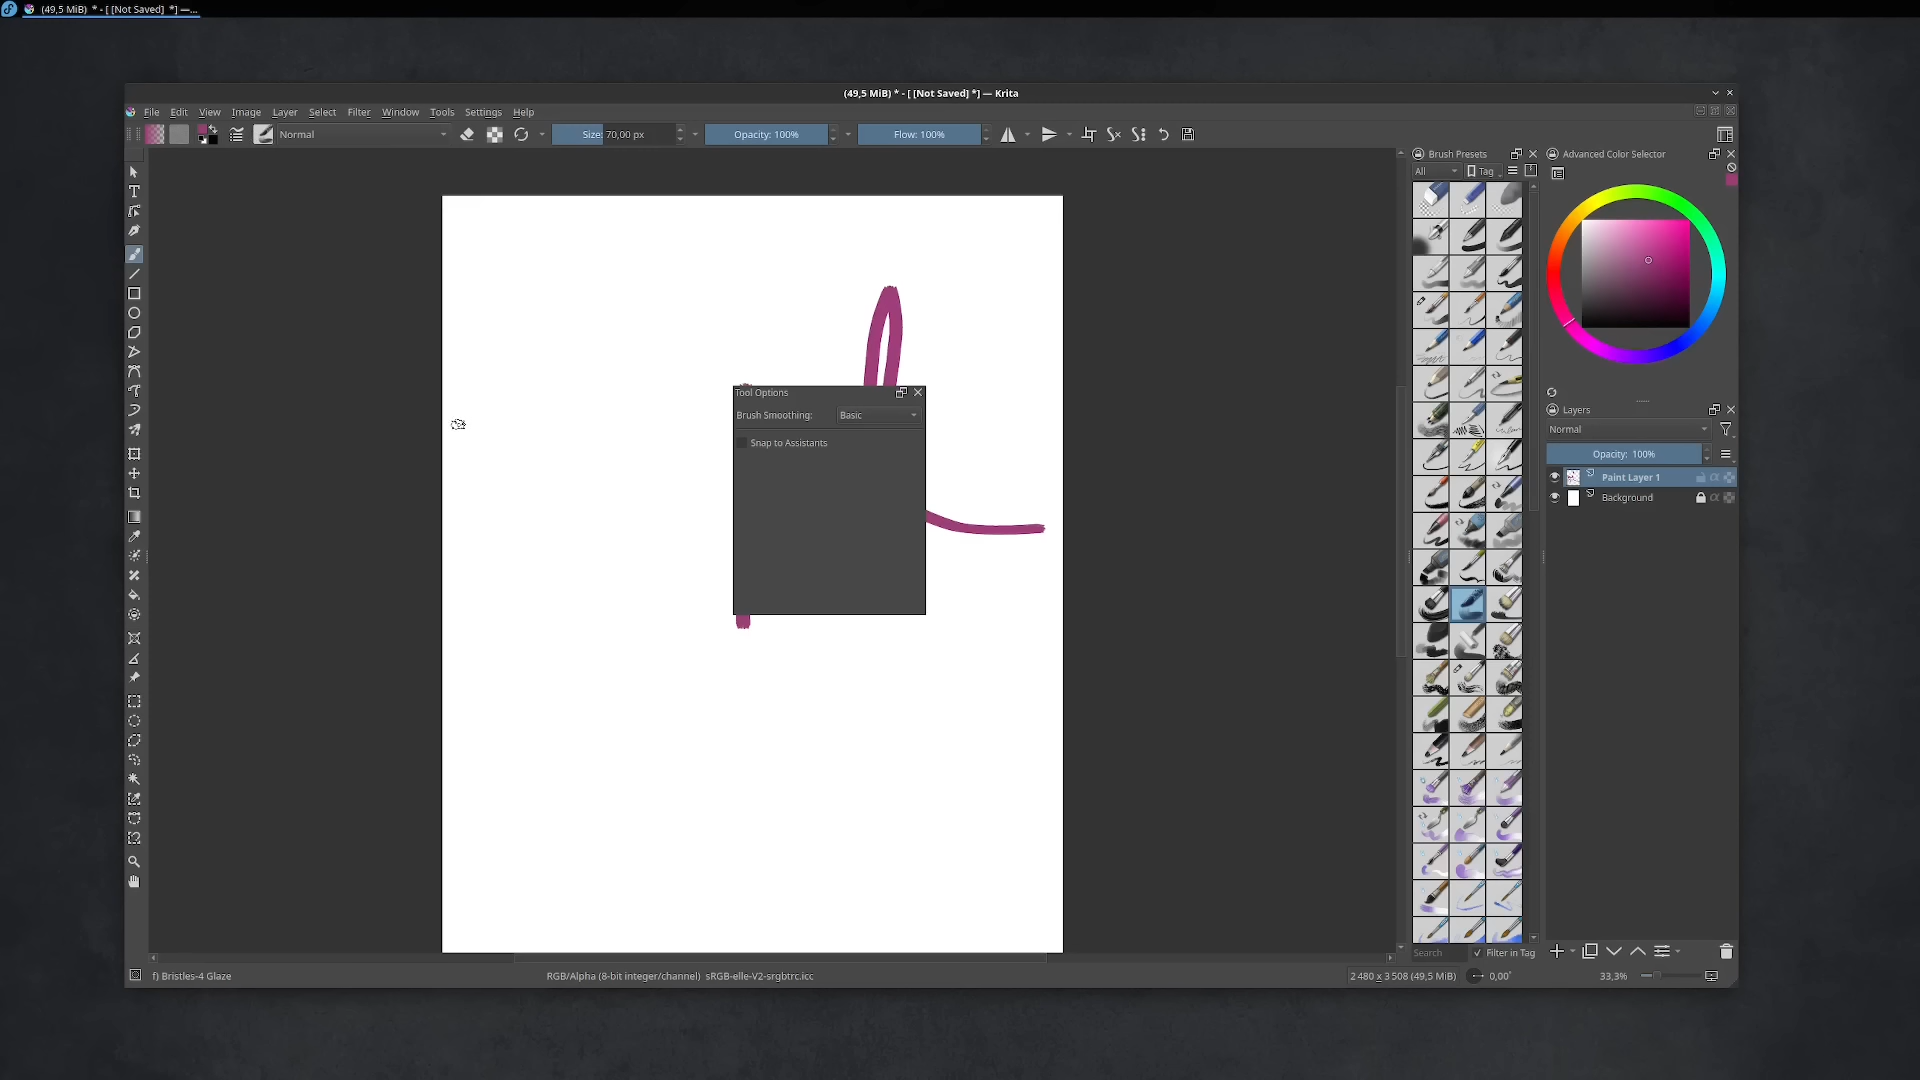 (49,5 MiB)  * - [ [Not Saved]  *] —...
(49,5 MiB) * - [ [Not Saved] *] — Krita
File Edit View Image Layer Select Filter Window Tools Settings Help
Normal
Size: 70,00 px
Opacity: 100%
Flow: 100%
Brush Presets
All
Tag
Advanced Color Selector
Tool Options
Brush Smoothing: Basic
Snap to Assistants
Layers
Normal
Opacity: 100%
Paint Layer 1
Background
Search
Filter in Tag
f) Bristles-4 Glaze
RGB/Alpha (8-bit integer/channel)  sRGB-elle-V2-srgbtrc.icc
2 480 x 3 508 (49,5 MiB)
0,00°
33,3%